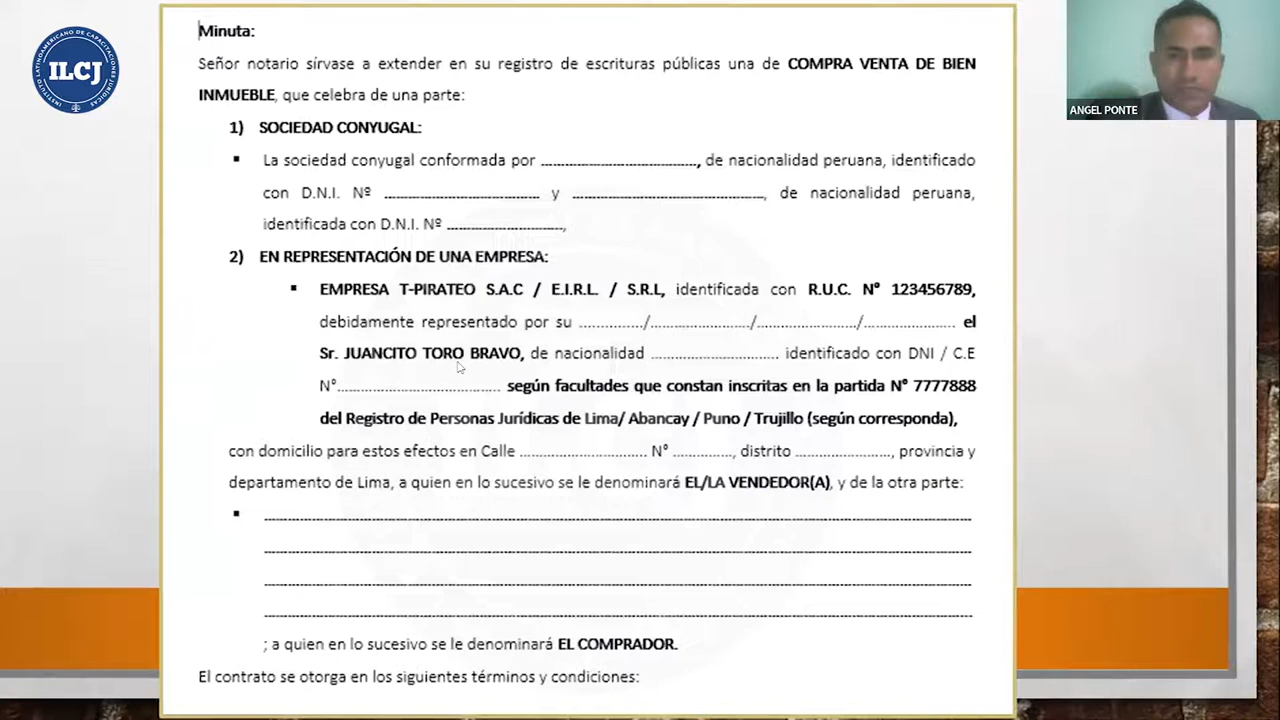 INSTITUTO LATINOAMERICANO DE CAPACITACIONES JURÍDICAS
ILCJ
ANGEL PONTE
Minuta:
Señor notario sírvase a extender en su registro de escrituras públicas una de COMPRA VENTA DE BIEN
INMUEBLE, que celebra de una parte:
1) SOCIEDAD CONYUGAL:
▪ La sociedad conyugal conformada por ……………………………………, de nacionalidad peruana, identificado
con D.N.I. Nº …………………………………… y ……………………………………………, de nacionalidad peruana,
identificada con D.N.I. Nº …………………………,
2) EN REPRESENTACIÓN DE UNA EMPRESA:
▪ EMPRESA T-PIRATEO S.A.C / E.I.R.L. / S.R.L, identificada con R.U.C. N° 123456789,
debidamente representado por su ……………/……………………/……………………/…………………… el
Sr. JUANCITO TORO BRAVO, de nacionalidad …………………………… identificado con DNI / C.E
N°…………………………………… según facultades que constan inscritas en la partida N° 7777888
del Registro de Personas Jurídicas de Lima/ Abancay / Puno / Trujillo (según corresponda),
con domicilio para estos efectos en Calle …………………………… N° ……………, distrito ……………………, provincia y
departamento de Lima, a quien en lo sucesivo se le denominará EL/LA VENDEDOR(A), y de la otra parte:
▪ ……………………………………………………………………………………
……………………………………………………………………………………
……………………………………………………………………………………
……………………………………………………………………………………
; a quien en lo sucesivo se le denominará EL COMPRADOR.
El contrato se otorga en los siguientes términos y condiciones: